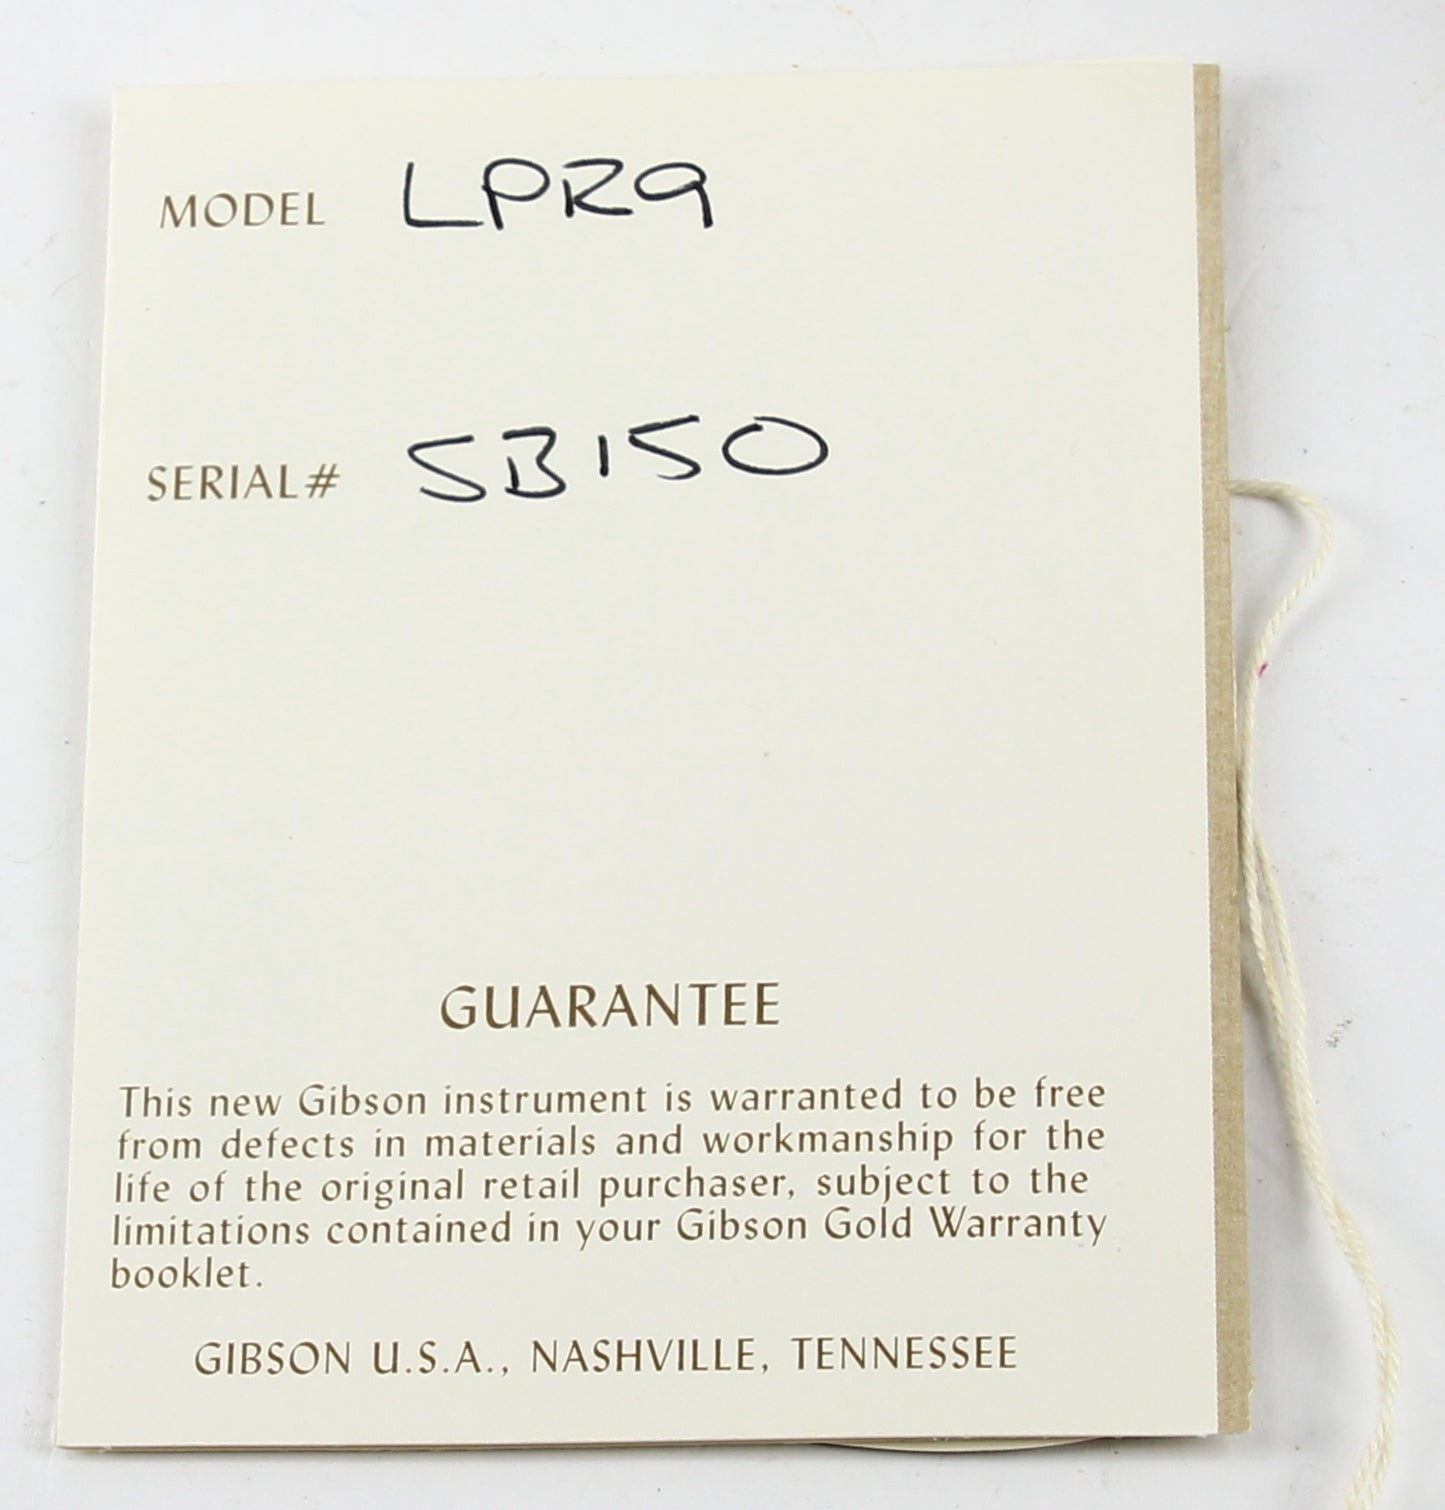 MODEL LPR9
SERIAL# SB150
GUARANTEE
This new Gibson instrument is warranted to be free
from defects in materials and workmanship for the
life of the original retail purchaser, subject to the
limitations contained in your Gibson Gold Warranty
booklet.
GIBSON U.S.A., NASHVILLE, TENNESSEE